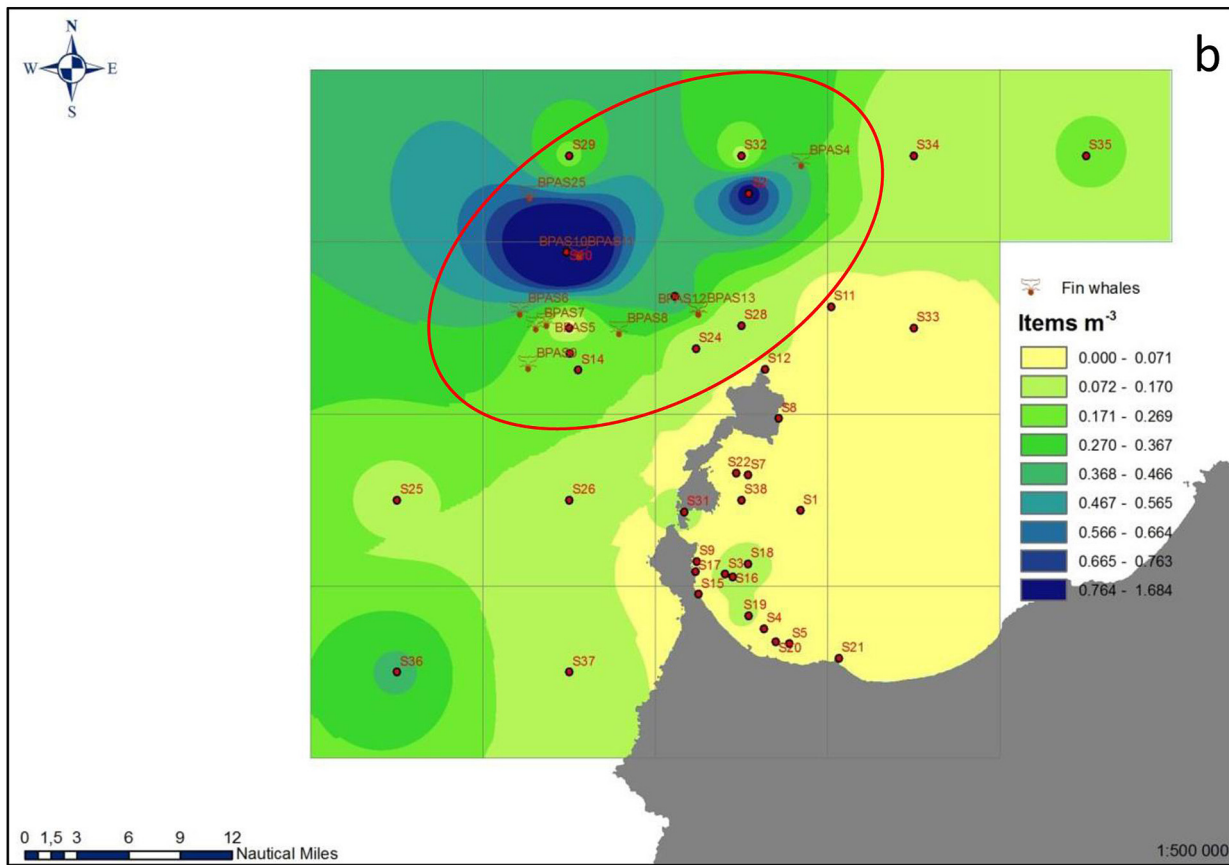 b
N
W E
S
S29
S32
BPAS4
S34
S35
BPAS25
S2
BPAS10
BPAS6
BPAS7
BPAS5
BPAS8
BPAS12BPAS13
S28
S11
S33
S24
S14
S12
S8
S22 S7
S25
S26
S38
S31
S1
S9
S17
S15
S3
S18
S16
S19
S4
S5
S20
S21
S36
S37
Fin whales
Items m⁻³
0.000 - 0.071
0.072 - 0.170
0.171 - 0.269
0.270 - 0.367
0.368 - 0.466
0.467 - 0.565
0.566 - 0.664
0.665 - 0.763
0.764 - 1.684
0 1,5 3 6 9 12
Nautical Miles
1:500 000